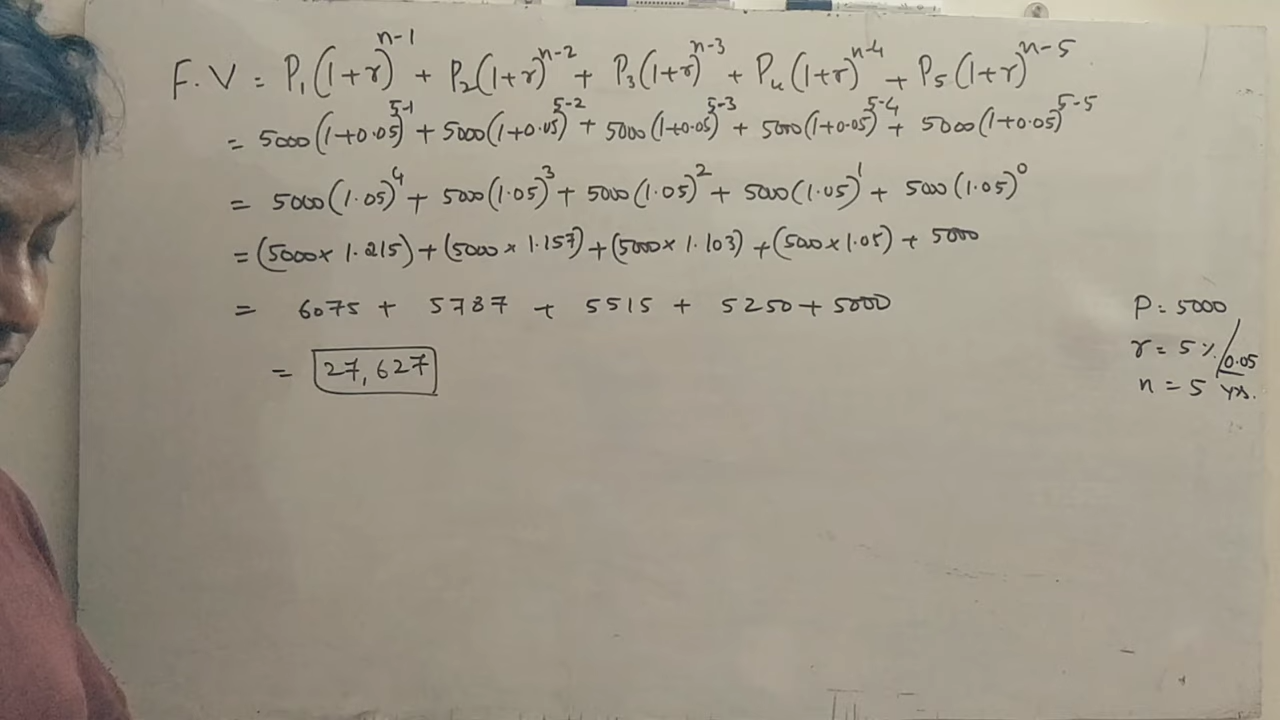 F.V = P₁(1+r)ⁿ⁻¹ + P₂(1+r)ⁿ⁻² + P₃(1+r)ⁿ⁻³ + P₄(1+r)ⁿ⁻⁴ + P₅(1+r)ⁿ⁻⁵
= 5000(1+0.05)⁵⁻¹ + 5000(1+0.05)⁵⁻² + 5000(1+0.05)⁵⁻³ + 5000(1+0.05)⁵⁻⁴ + 5000(1+0.05)⁵⁻⁵
= 5000(1.05)⁴ + 5000(1.05)³ + 5000(1.05)² + 5000(1.05)¹ + 5000(1.05)⁰
= (5000 × 1.215) + (5000 × 1.157) + (5000 × 1.103) + (5000 × 1.05) + 5000
= 6075 + 5787 + 5515 + 5250 + 5000
= 27,627
P = 5000
r = 5% / 0.05
n = 5 yrs.